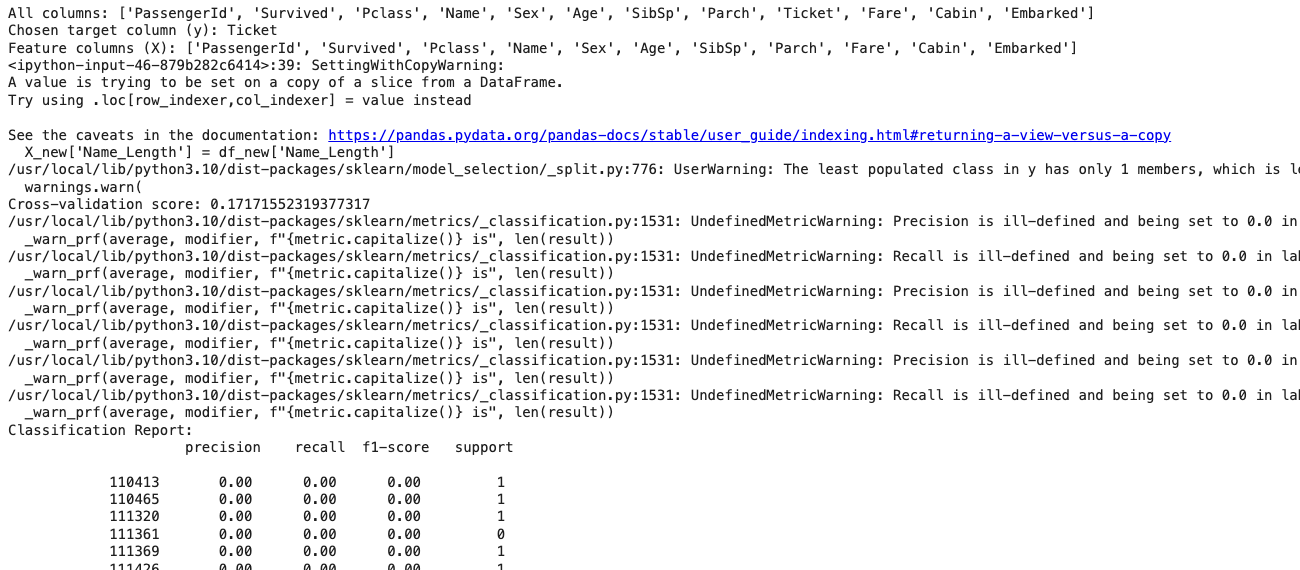 All columns: ['PassengerId', 'Survived', 'Pclass', 'Name', 'Sex', 'Age', 'SibSp', 'Parch', 'Ticket', 'Fare', 'Cabin', 'Embarked']
Chosen target column (y): Ticket
Feature columns (X): ['PassengerId', 'Survived', 'Pclass', 'Name', 'Sex', 'Age', 'SibSp', 'Parch', 'Fare', 'Cabin', 'Embarked']
<ipython-input-46-879b282c6414>:39: SettingWithCopyWarning:
A value is trying to be set on a copy of a slice from a DataFrame.
Try using .loc[row_indexer,col_indexer] = value instead

See the caveats in the documentation: https://pandas.pydata.org/pandas-docs/stable/user_guide/indexing.html#returning-a-view-versus-a-copy
  X_new['Name_Length'] = df_new['Name_Length']
/usr/local/lib/python3.10/dist-packages/sklearn/model_selection/_split.py:776: UserWarning: The least populated class in y has only 1 members, which is le
  warnings.warn(
Cross-validation score: 0.17171552319377317
/usr/local/lib/python3.10/dist-packages/sklearn/metrics/_classification.py:1531: UndefinedMetricWarning: Precision is ill-defined and being set to 0.0 in
  _warn_prf(average, modifier, f"{metric.capitalize()} is", len(result))
/usr/local/lib/python3.10/dist-packages/sklearn/metrics/_classification.py:1531: UndefinedMetricWarning: Recall is ill-defined and being set to 0.0 in lab
  _warn_prf(average, modifier, f"{metric.capitalize()} is", len(result))
/usr/local/lib/python3.10/dist-packages/sklearn/metrics/_classification.py:1531: UndefinedMetricWarning: Precision is ill-defined and being set to 0.0 in
  _warn_prf(average, modifier, f"{metric.capitalize()} is", len(result))
/usr/local/lib/python3.10/dist-packages/sklearn/metrics/_classification.py:1531: UndefinedMetricWarning: Recall is ill-defined and being set to 0.0 in lab
  _warn_prf(average, modifier, f"{metric.capitalize()} is", len(result))
/usr/local/lib/python3.10/dist-packages/sklearn/metrics/_classification.py:1531: UndefinedMetricWarning: Precision is ill-defined and being set to 0.0 in
  _warn_prf(average, modifier, f"{metric.capitalize()} is", len(result))
/usr/local/lib/python3.10/dist-packages/sklearn/metrics/_classification.py:1531: UndefinedMetricWarning: Recall is ill-defined and being set to 0.0 in lab
  _warn_prf(average, modifier, f"{metric.capitalize()} is", len(result))
Classification Report:
                     precision    recall  f1-score   support

            110413       0.00      0.00      0.00         1
            110465       0.00      0.00      0.00         1
            111320       0.00      0.00      0.00         1
            111361       0.00      0.00      0.00         0
            111369       0.00      0.00      0.00         1
            111426       0.00      0.00      0.00         1